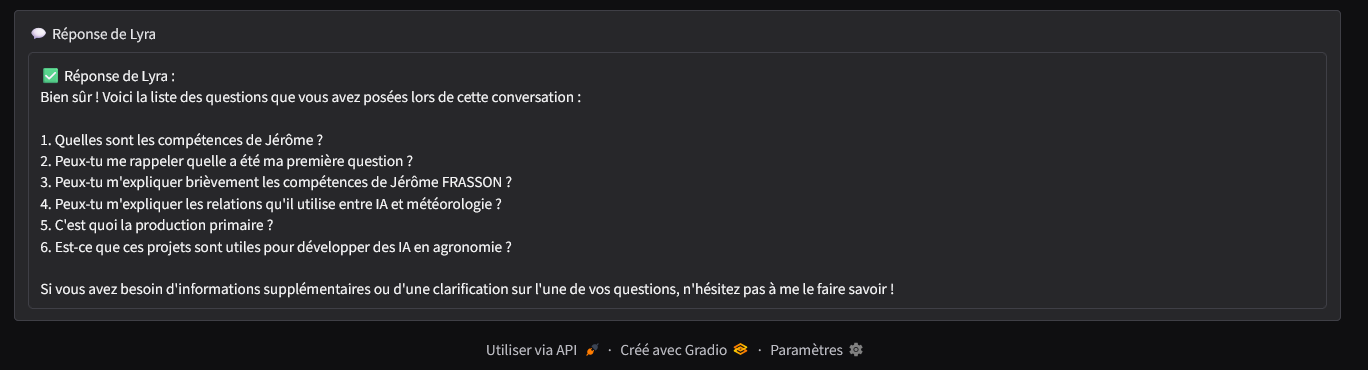 💬 Réponse de Lyra
✅ Réponse de Lyra :
Bien sûr ! Voici la liste des questions que vous avez posées lors de cette conversation :
1. Quelles sont les compétences de Jérôme ?
2. Peux-tu me rappeler quelle a été ma première question ?
3. Peux-tu m'expliquer brièvement les compétences de Jérôme FRASSON ?
4. Peux-tu m'expliquer les relations qu'il utilise entre IA et météorologie ?
5. C'est quoi la production primaire ?
6. Est-ce que ces projets sont utiles pour développer des IA en agronomie ?
Si vous avez besoin d'informations supplémentaires ou d'une clarification sur l'une de vos questions, n'hésitez pas à me le faire savoir !
Utiliser via API 🚀 · Créé avec Gradio · Paramètres ⚙